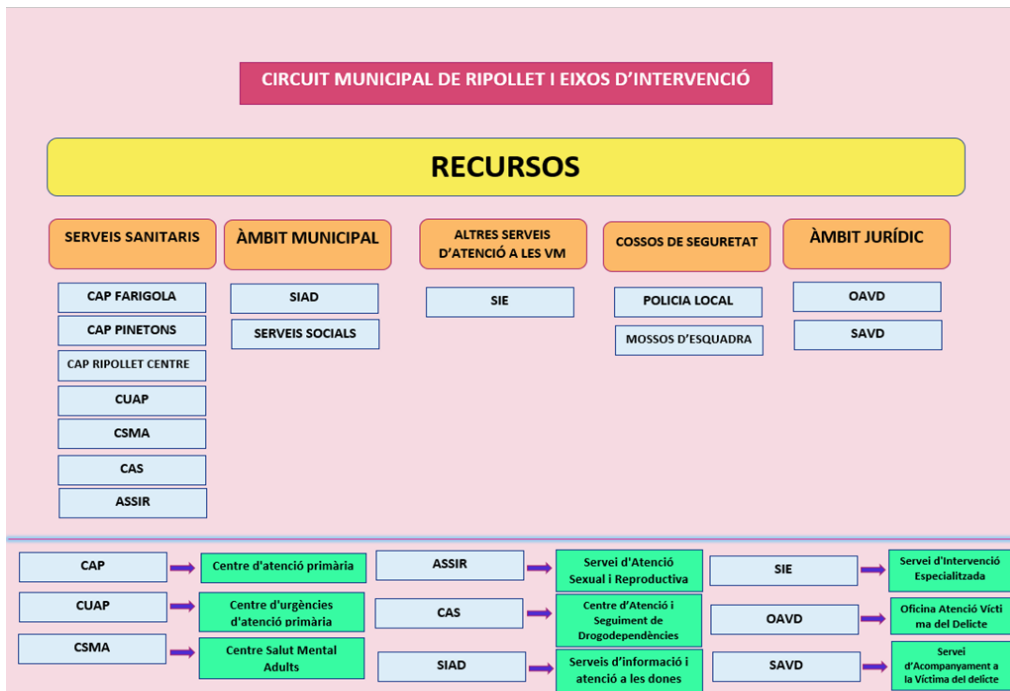 CIRCUIT MUNICIPAL DE RIPOLLET I EIXOS D'INTERVENCIÓ
RECURSOS
SERVEIS SANITARIS
CAP FARIGOLA
CAP PINETONS
CAP RIPOLLET CENTRE
CUAP
CSMA
CAS
ASSIR
ÀMBIT MUNICIPAL
SIAD
SERVEIS SOCIALS
ALTRES SERVEIS
D'ATENCIÓ A LES VM
SIE
COSSOS DE SEGURETAT
POLICIA LOCAL
MOSSOS D'ESQUADRA
ÀMBIT JURÍDIC
OAVD
SAVD
CAP
Centre d'atenció primària
CUAP
Centre d'urgències
d'atenció primària
CSMA
Centre Salut Mental
Adults
ASSIR
Servei d'Atenció
Sexual i Reproductiva
CAS
Centre d'Atenció i
Seguiment de
Drogodependències
SIAD
Serveis d'informació i
atenció a les dones
SIE
Servei d'Intervenció
Especialitzada
OAVD
Oficina Atenció Vícti
ma del Delicte
SAVD
Servei
d'Acompanyament a
la Víctima del delicte